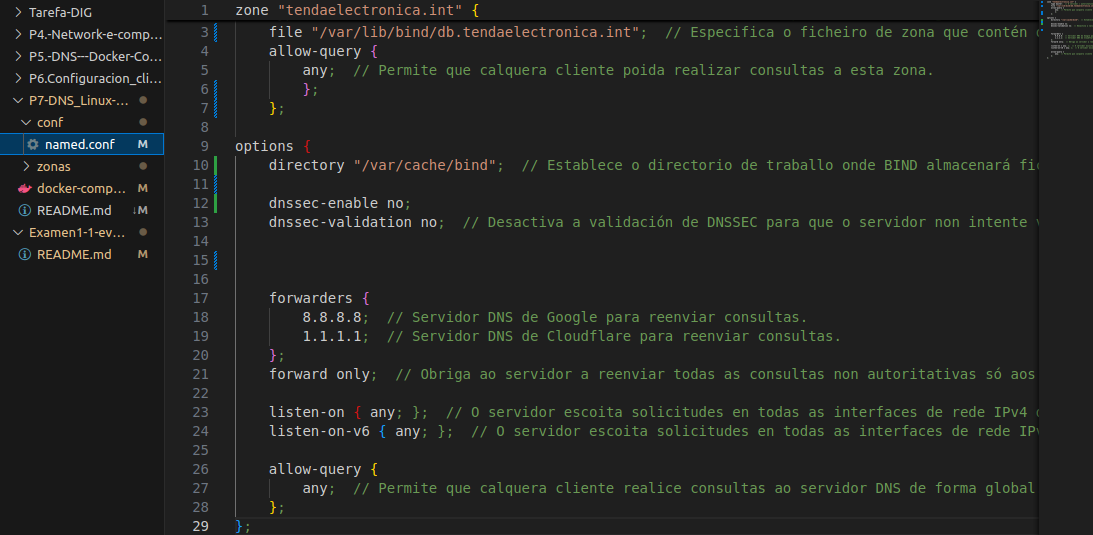 Tarefa-DIG
P4.-Network-e-comp...
P5.-DNS---Docker-Co...
P6.Configuracion_cli...
P7-DNS_Linux-...
conf
named.conf M
zonas
docker-comp... M
README.md ↓M
Examen1-1-ev...
README.md M
1 zone "tendaelectronica.int" {
3 file "/var/lib/bind/db.tendaelectronica.int";  // Especifica o ficheiro de zona que contén
4 allow-query {
5 any;  // Permite que calquera cliente poida realizar consultas a esta zona.
6 };
7 };
8
9 options {
10 directory "/var/cache/bind";  // Establece o directorio de traballo onde BIND almacenará
11
12 dnssec-enable no;
13 dnssec-validation no;  // Desactiva a validación de DNSSEC para que o servidor non intente
14
15
16
17 forwarders {
18 8.8.8.8;  // Servidor DNS de Google para reenviar consultas.
19 1.1.1.1;  // Servidor DNS de Cloudflare para reenviar consultas.
20 };
21 forward only;  // Obriga ao servidor a reenviar todas as consultas non autoritativas só aos
22
23 listen-on { any; };  // O servidor escoita solicitudes en todas as interfaces de rede IPv4
24 listen-on-v6 { any; };  // O servidor escoita solicitudes en todas as interfaces de rede
25
26 allow-query {
27 any;  // Permite que calquera cliente realice consultas ao servidor DNS de forma global
28 };
29 };